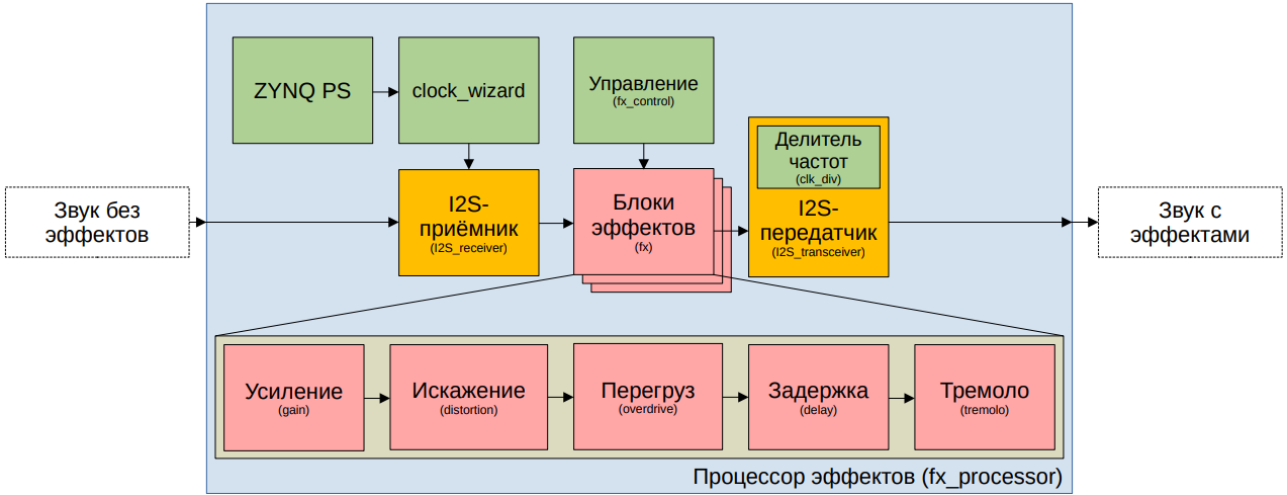 ZYNQ PS
clock_wizard
Управление
(fx_control)
Делитель
частот
(clk_div)
Звук без
эффектов
I2S-
приёмник
(I2S_receiver)
Блоки
эффектов
(fx)
I2S-
передатчик
(I2S_transceiver)
Звук с
эффектами
Усиление
(gain)
Искажение
(distortion)
Перегруз
(overdrive)
Задержка
(delay)
Тремоло
(tremolo)
Процессор эффектов (fx_processor)